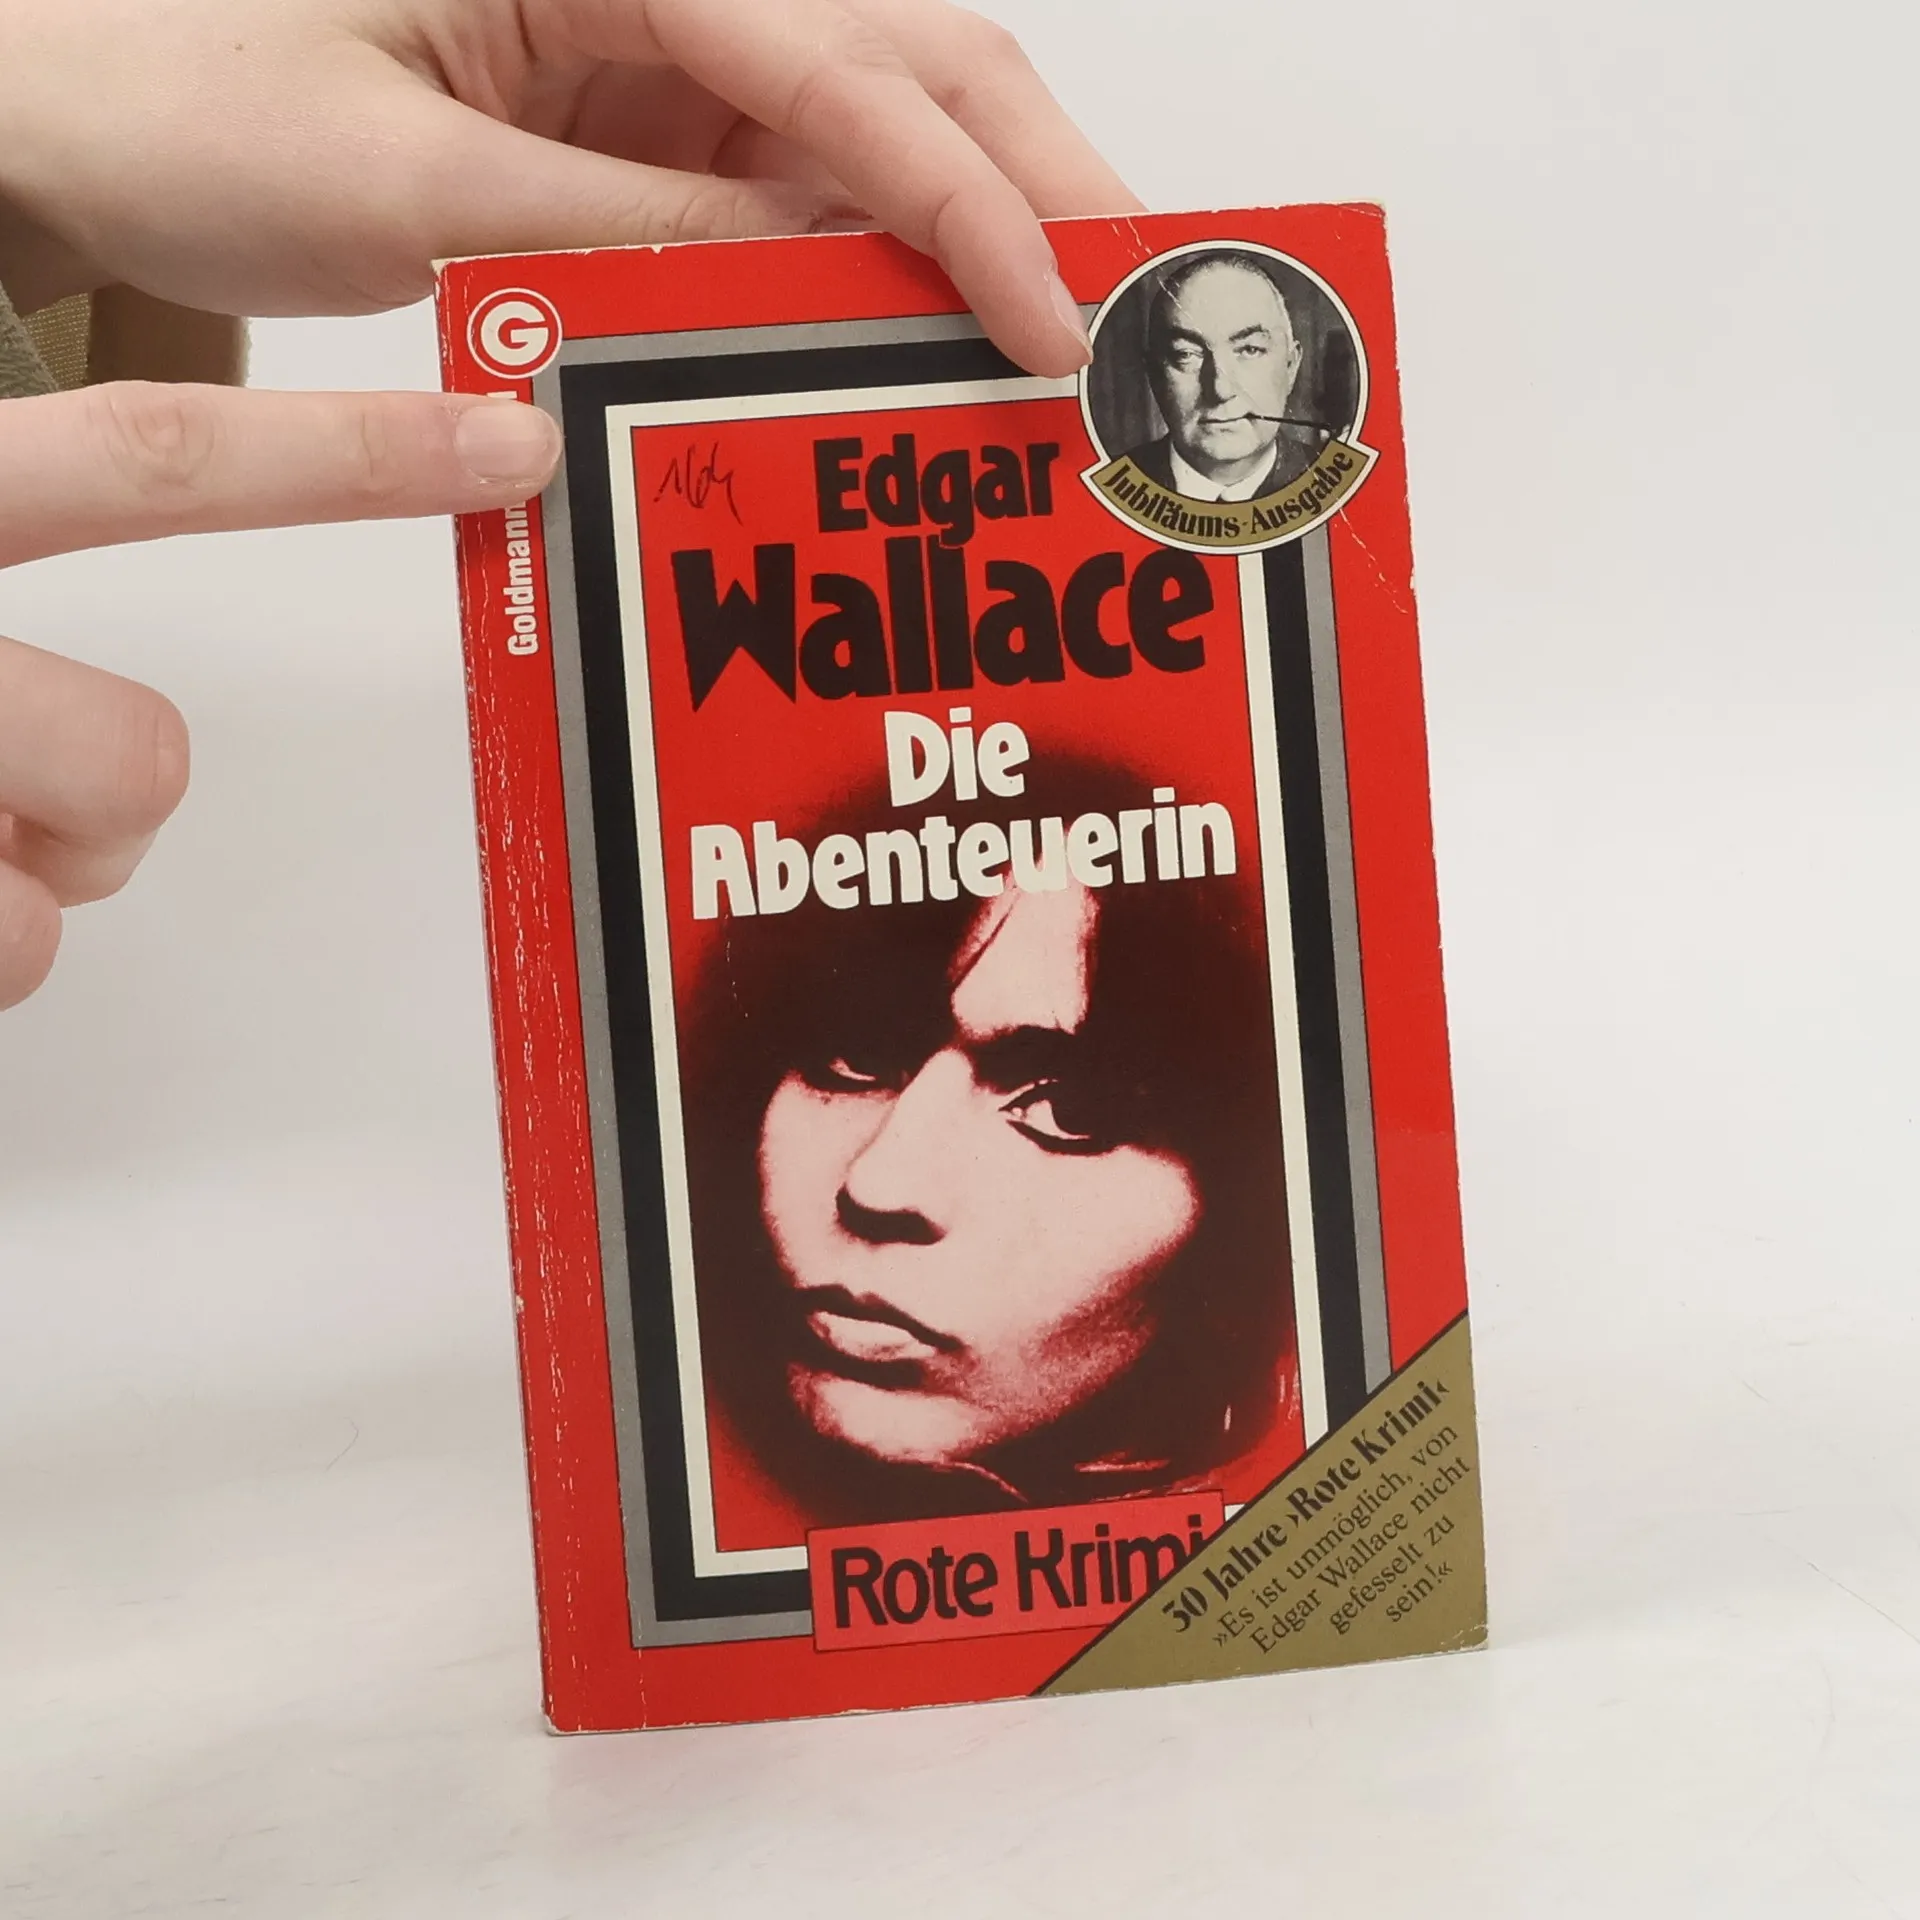 G
Goldmann
164
Jubiläums-Ausgabe
Edgar
Wallace
Die
Abenteuerin
Rote Krimi
30 Jahre ›Rote Krimi‹
»Es ist unmöglich, von
Edgar Wallace nicht
gefesselt zu
sein!«